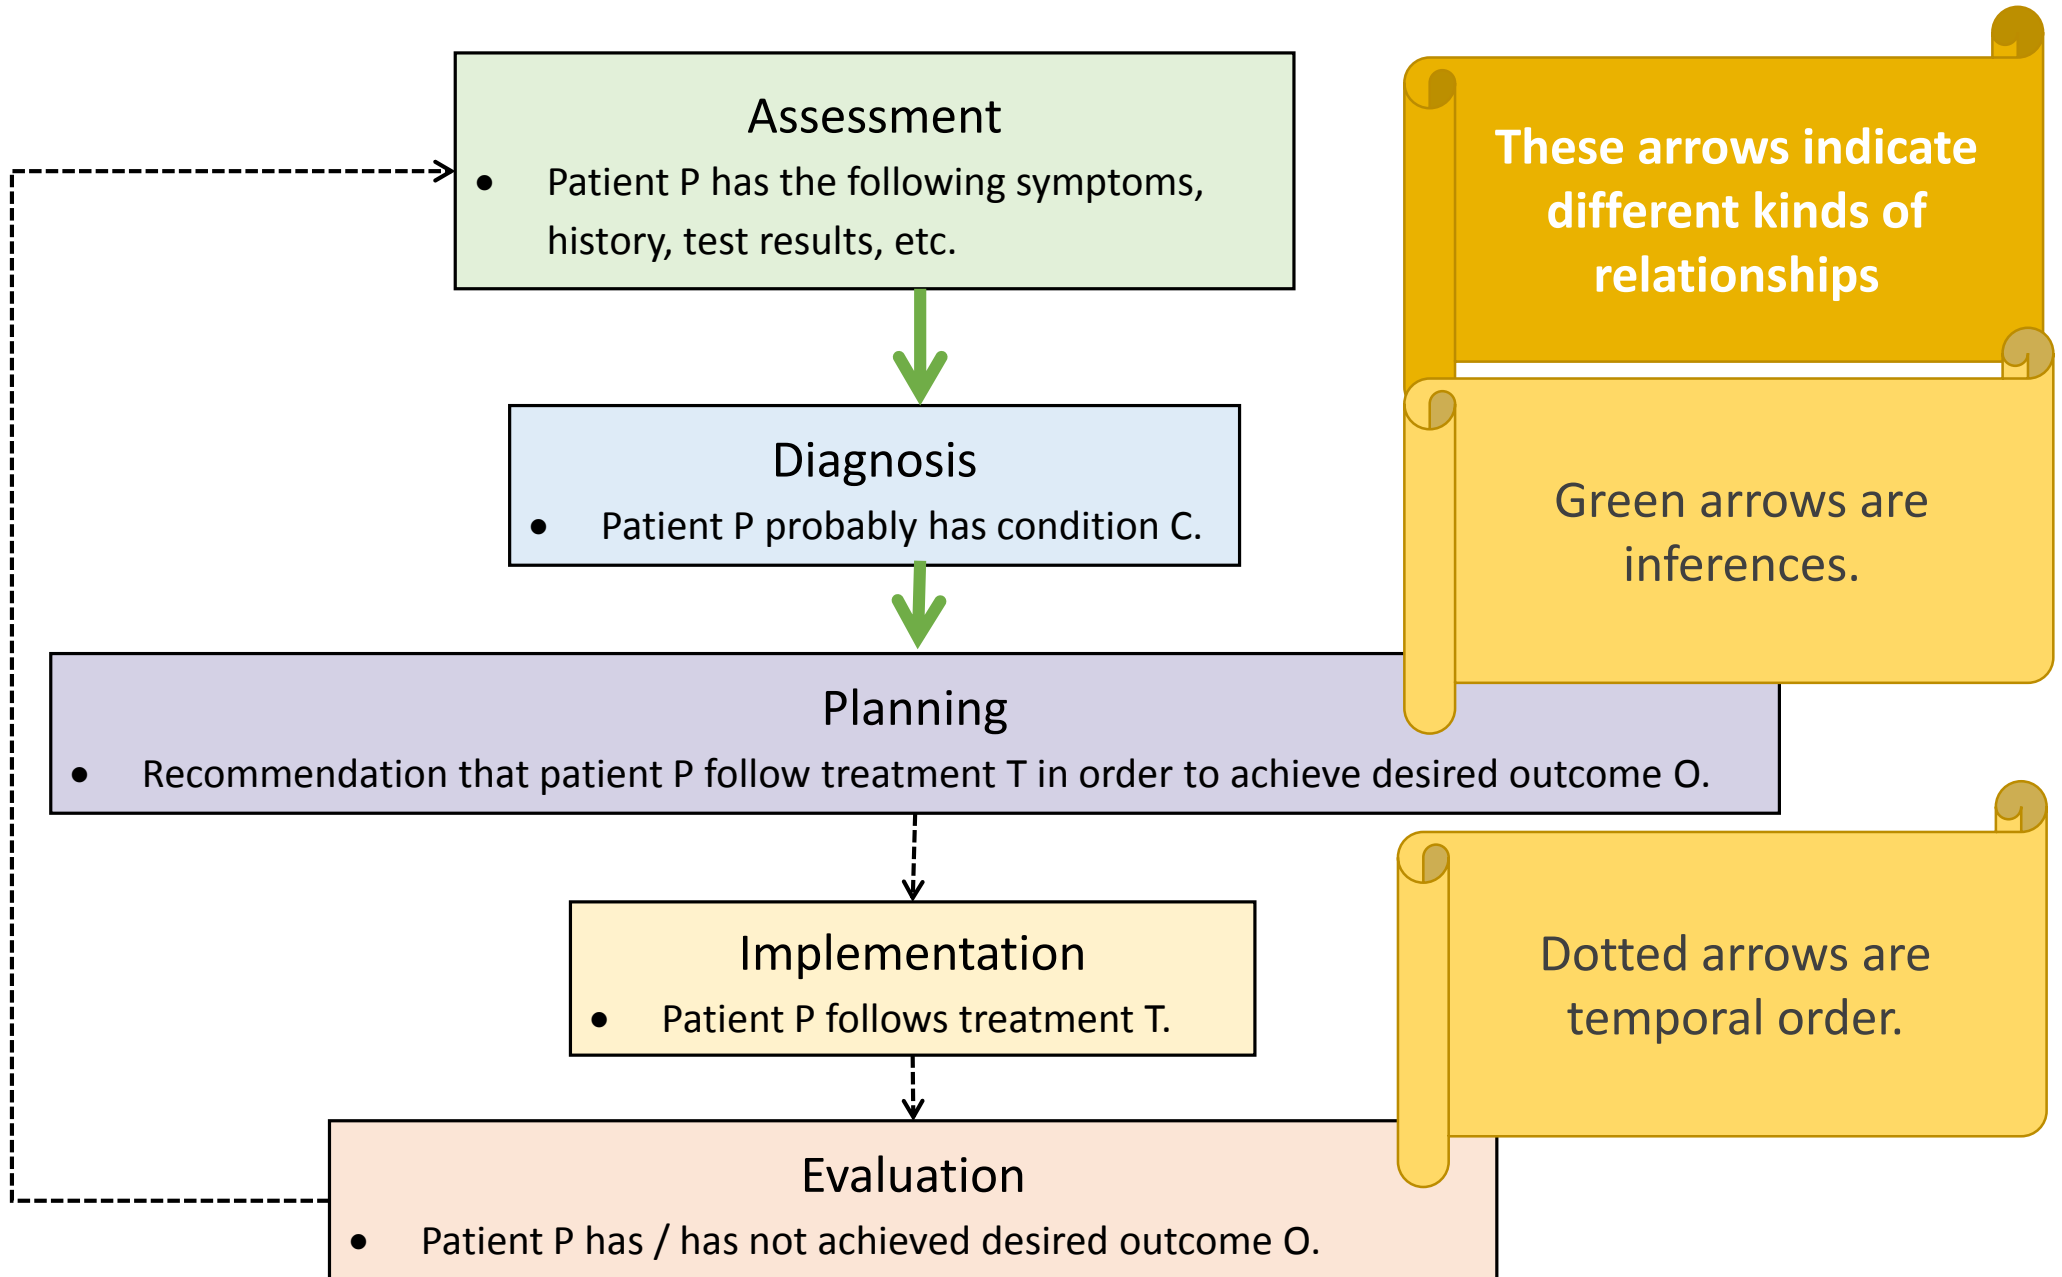 Assessment
• Patient P has the following symptoms,
history, test results, etc.
Diagnosis
• Patient P probably has condition C.
Planning
• Recommendation that patient P follow treatment T in order to achieve desired outcome O.
Implementation
• Patient P follows treatment T.
Evaluation
• Patient P has / has not achieved desired outcome O.
These arrows indicate
different kinds of
relationships
Green arrows are
inferences.
Dotted arrows are
temporal order.